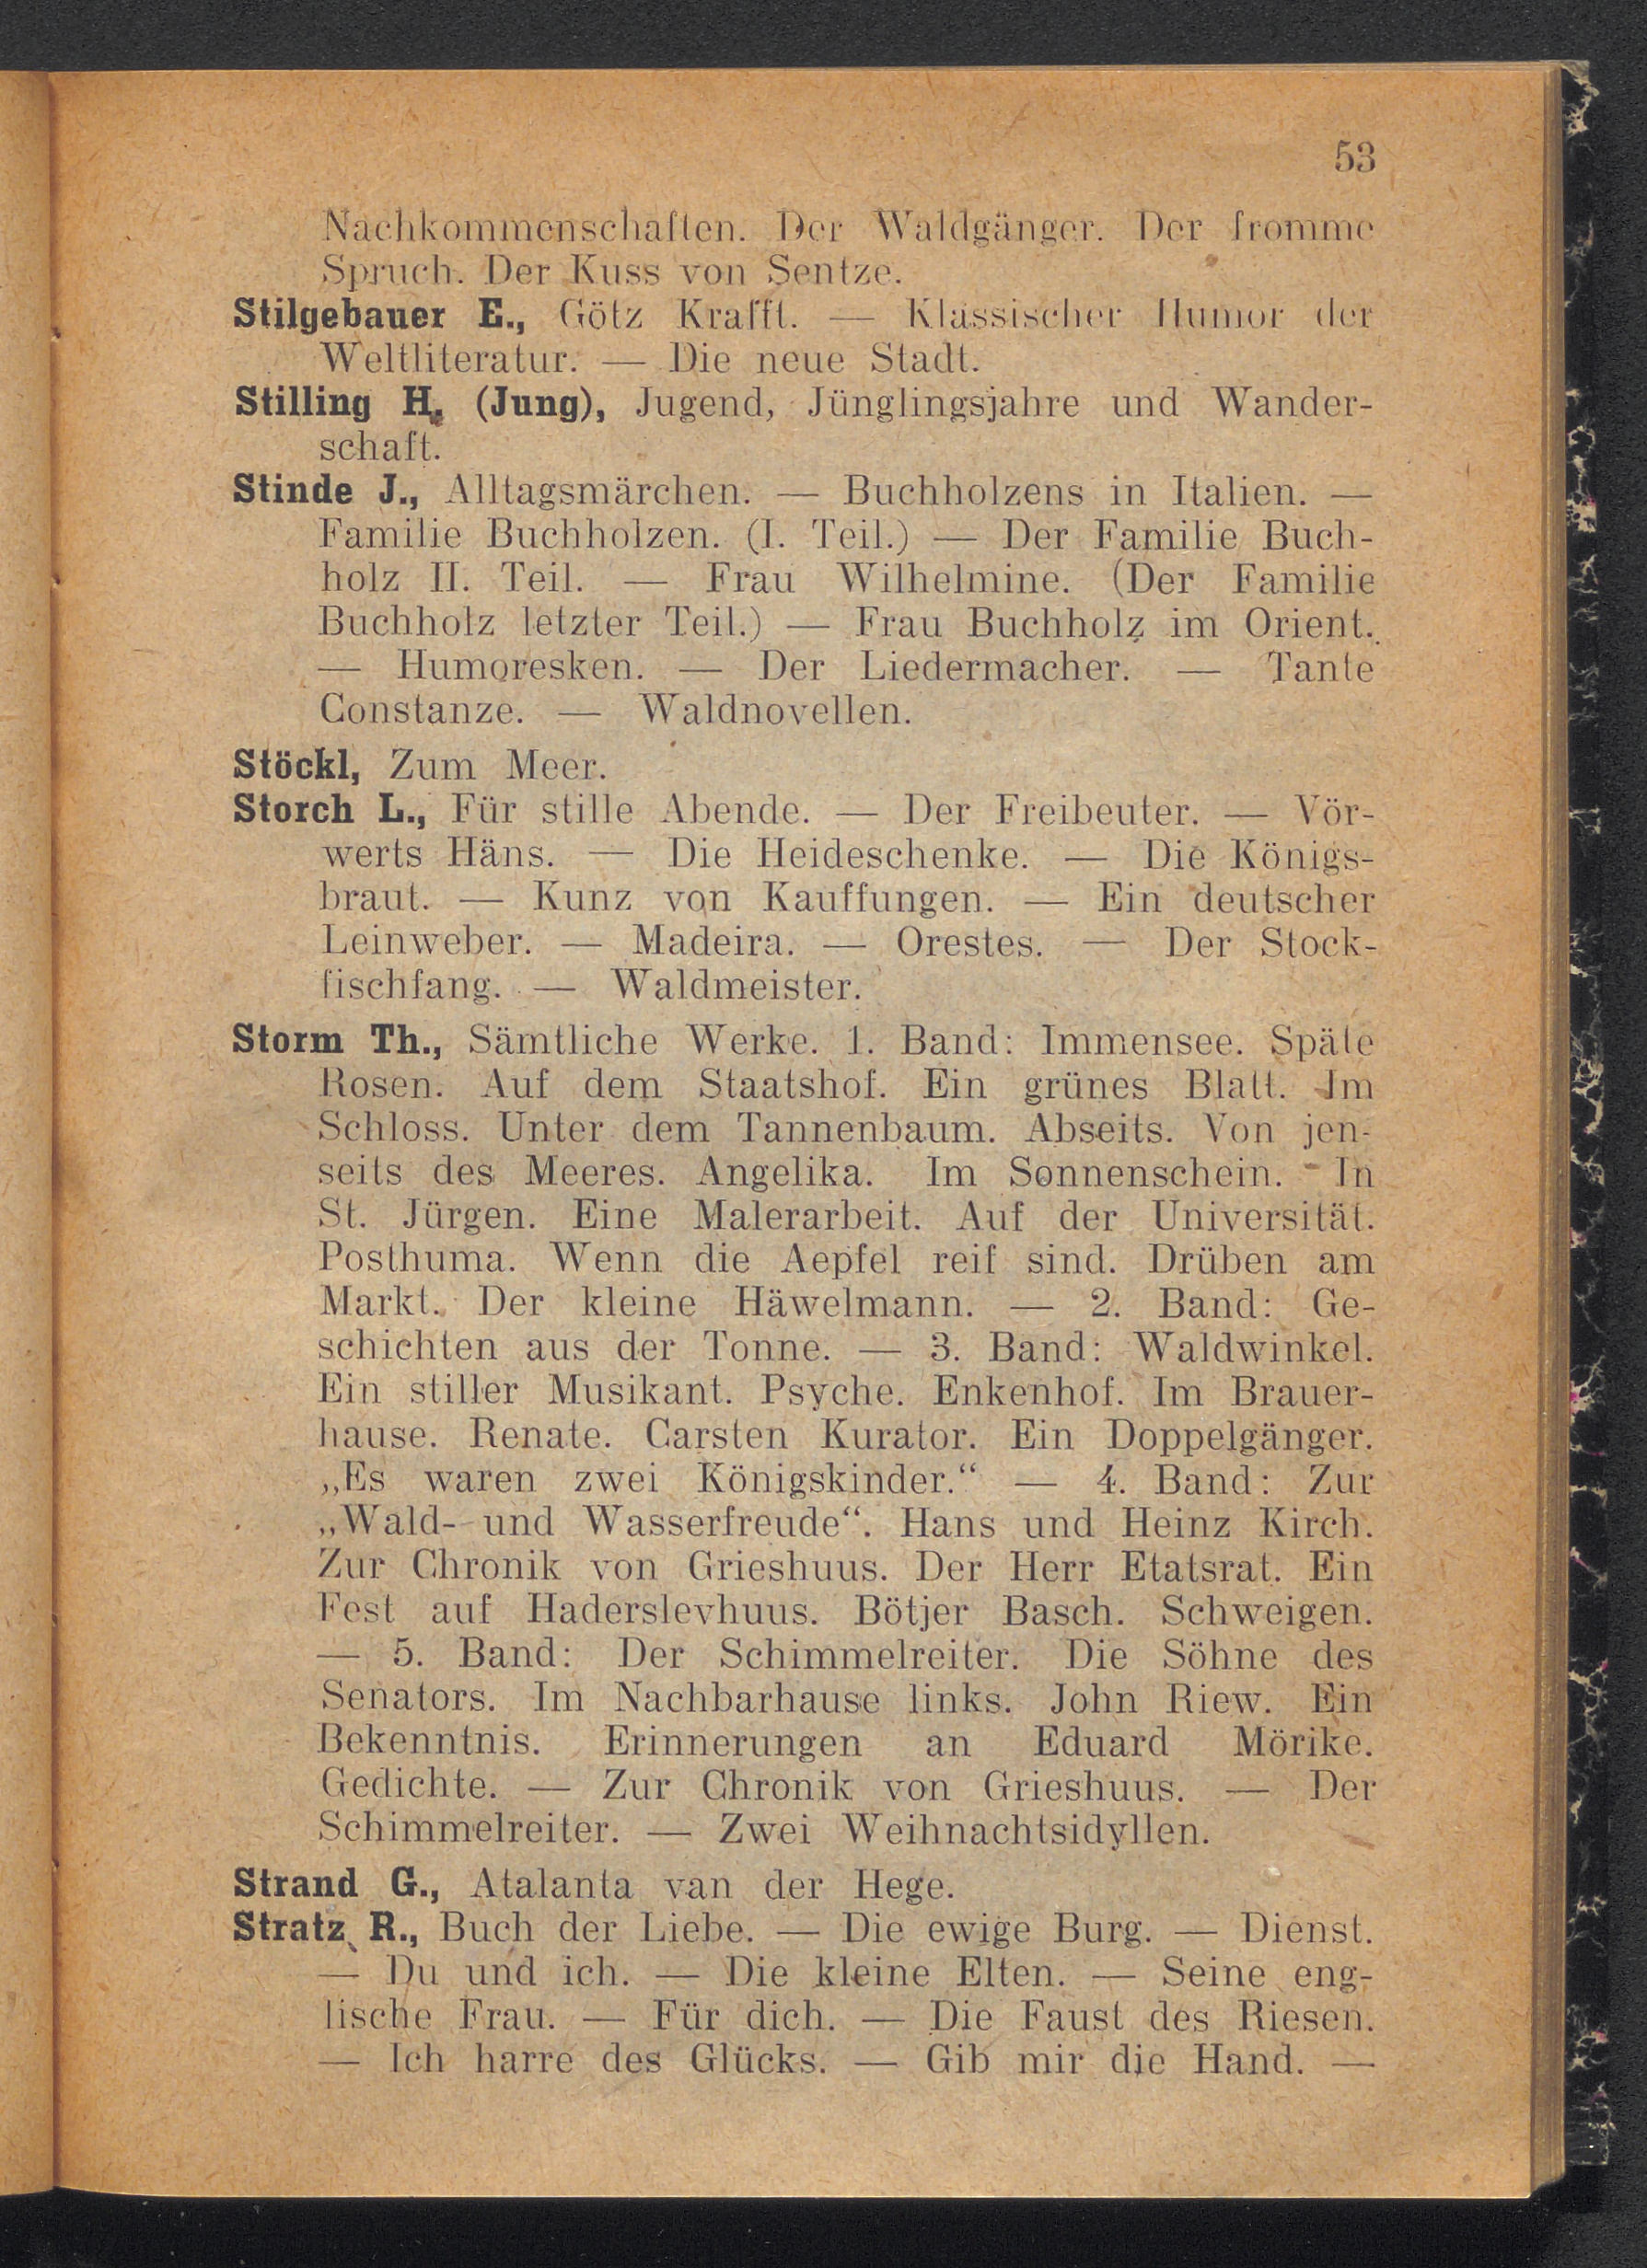 53
Nachkommenschaften. Der Waldgänger. Der fromme
Spruch. Der Kuss von Sentze.
Stilgebauer E., Götz Krafft. — Klassischer Humor der
Weltliteratur. — Die neue Stadt.
Stilling H. (Jung), Jugend, Jünglingsjahre und Wander-
schaft.
Stinde J., Alltagsmärchen. — Buchholzens in Italien. —
Familie Buchholzen. (I. Teil.) — Der Familie Buch-
holz II. Teil. — Frau Wilhelmine. (Der Familie
Buchholz letzter Teil.) — Frau Buchholz im Orient.
— Humoresken. — Der Liedermacher. — Tante
Constanze. — Waldnovellen.
Stöckl, Zum Meer.
Storch L., Für stille Abende. — Der Freibeuter. — Vör-
werts Häns. — Die Heideschenke. — Die Königs-
braut. — Kunz von Kauffungen. — Ein deutscher
Leinweber. — Madeira. — Orestes. — Der Stock-
fischfang. — Waldmeister.
Storm Th., Sämtliche Werke. 1. Band: Immensee. Späte
Rosen. Auf dem Staatshof. Ein grünes Blatt. Im
Schloss. Unter dem Tannenbaum. Abseits. Von jen-
seits des Meeres. Angelika. Im Sonnenschein. In
St. Jürgen. Eine Malerarbeit. Auf der Universität.
Posthuma. Wenn die Aepfel reif sind. Drüben am
Markt. Der kleine Häwelmann. — 2. Band: Ge-
schichten aus der Tonne. — 3. Band: Waldwinkel.
Ein stiller Musikant. Psyche. Enkenhof. Im Brauer-
hause. Renate. Carsten Kurator. Ein Doppelgänger.
„Es waren zwei Königskinder.“ — 4. Band: Zur
„Wald- und Wasserfreude“. Hans und Heinz Kirch.
Zur Chronik von Grieshuus. Der Herr Etatsrat. Ein
Fest auf Haderslevhuus. Bötjer Basch. Schweigen.
— 5. Band: Der Schimmelreiter. Die Söhne des
Senators. Im Nachbarhause links. John Riew. Ein
Bekenntnis. Erinnerungen an Eduard Mörike.
Gedichte. — Zur Chronik von Grieshuus. — Der
Schimmelreiter. — Zwei Weihnachtsidyllen.
Strand G., Atalanta van der Hege.
Stratz R., Buch der Liebe. — Die ewige Burg. — Dienst.
— Du und ich. — Die kleine Elten. — Seine eng-
lische Frau. — Für dich. — Die Faust des Riesen.
— Ich harre des Glücks. — Gib mir die Hand. —